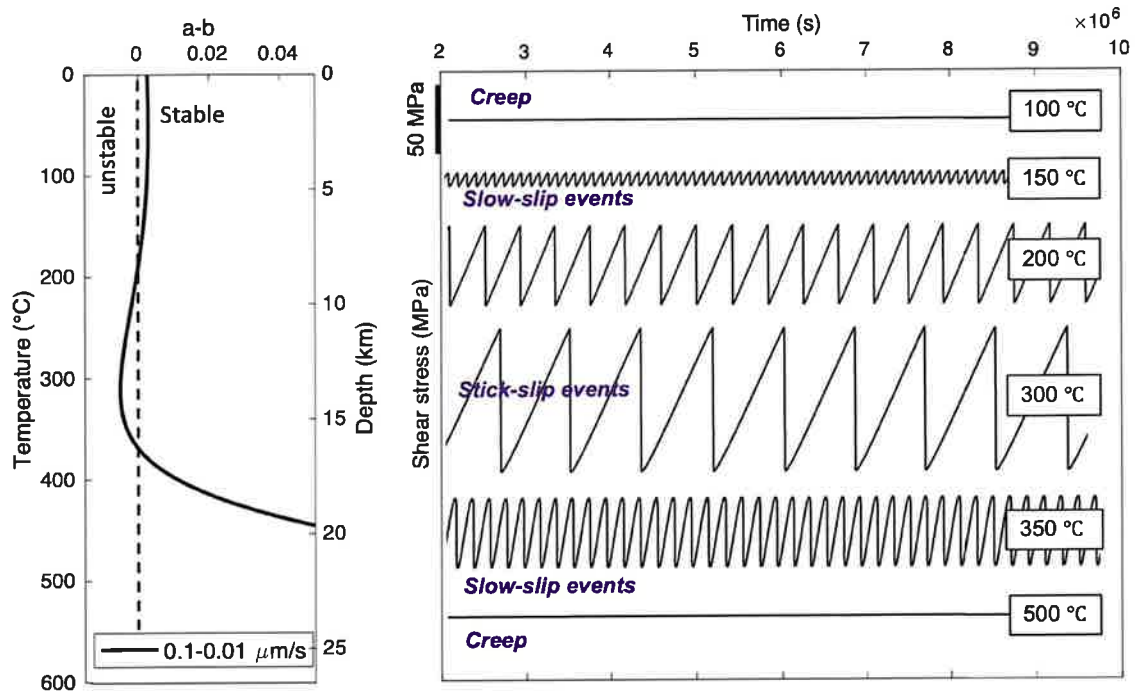 a-b
0 0.02 0.04
Temperature (°C)
0
100
200
300
400
500
600
unstable
Stable
0
5
10
15
20
25
Depth (km)
0.1-0.01 μm/s
Time (s)
×10⁶
2 3 4 5 6 7 8 9 10
50 MPa
Shear stress (MPa)
Creep
100 °C
150 °C
Slow-slip events
200 °C
Stick-slip events
300 °C
350 °C
Slow-slip events
500 °C
Creep